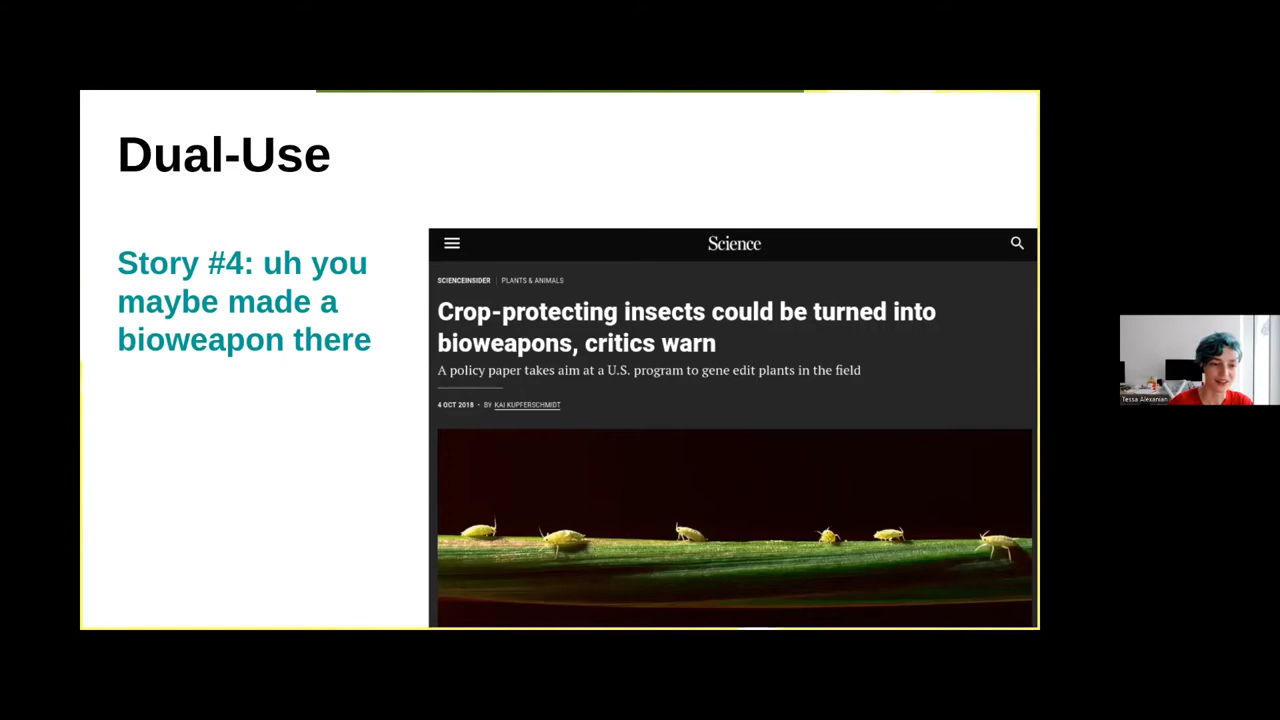 Dual-Use
Story #4: uh you
maybe made a
bioweapon there
Science
SCIENCEINSIDER | PLANTS & ANIMALS
Crop-protecting insects could be turned into
bioweapons, critics warn
A policy paper takes aim at a U.S. program to gene edit plants in the field
4 OCT 2018 • BY KAI KUPFERSCHMIDT
Tessa Alexanian